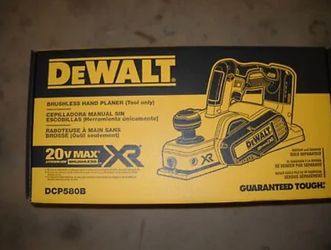 DEWALT
BRUSHLESS HAND PLANER (Tool only)
CEPILLADORA MANUAL SIN
ESCOBILLAS (Herramienta únicamente)
RABOTEUSE À MAIN SANS
BROSSE (Outil seulement)
20V MAX* XR
BRUSHLESS
DCP580B
DEWALT
XR
GUARANTEED TOUGH.